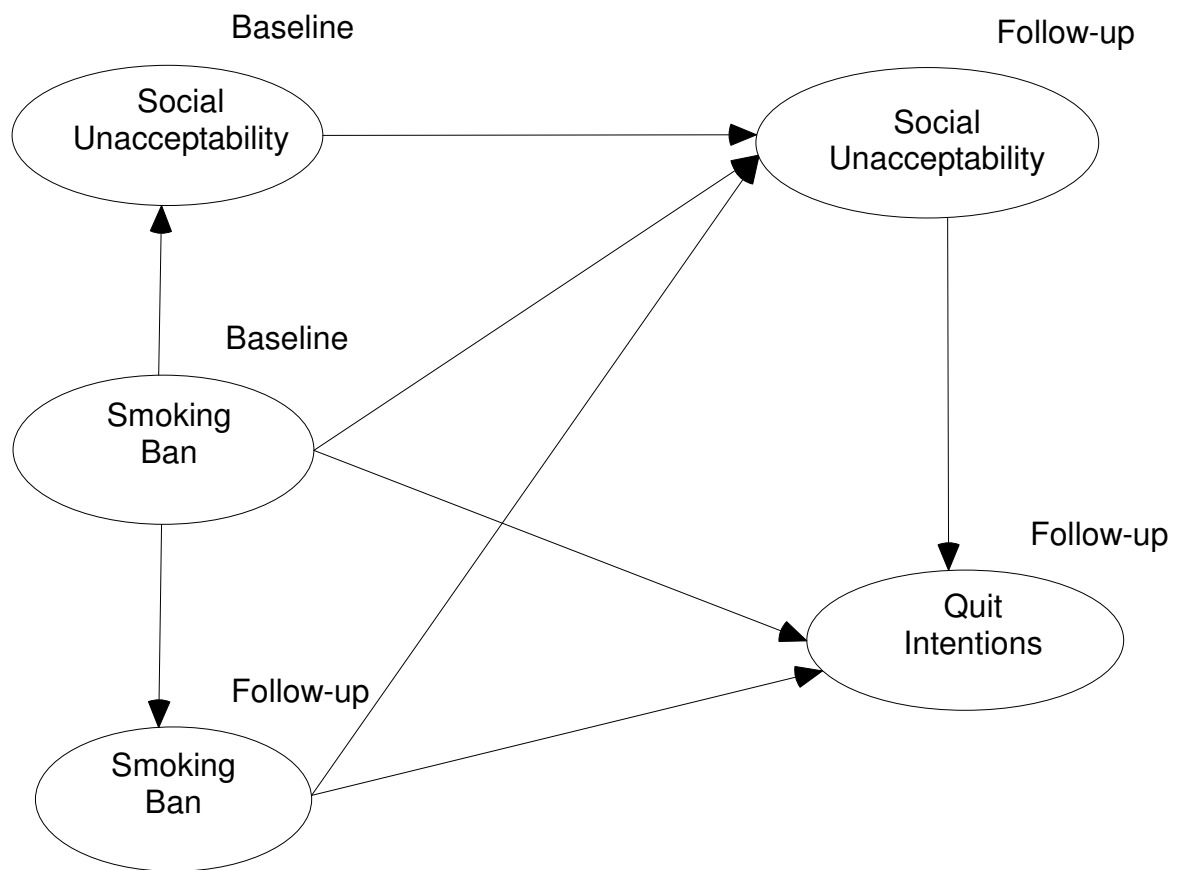 Baseline
Follow-up
Social
Unacceptability
Social
Unacceptability
Baseline
Smoking
Ban
Follow-up
Quit
Intentions
Follow-up
Smoking
Ban